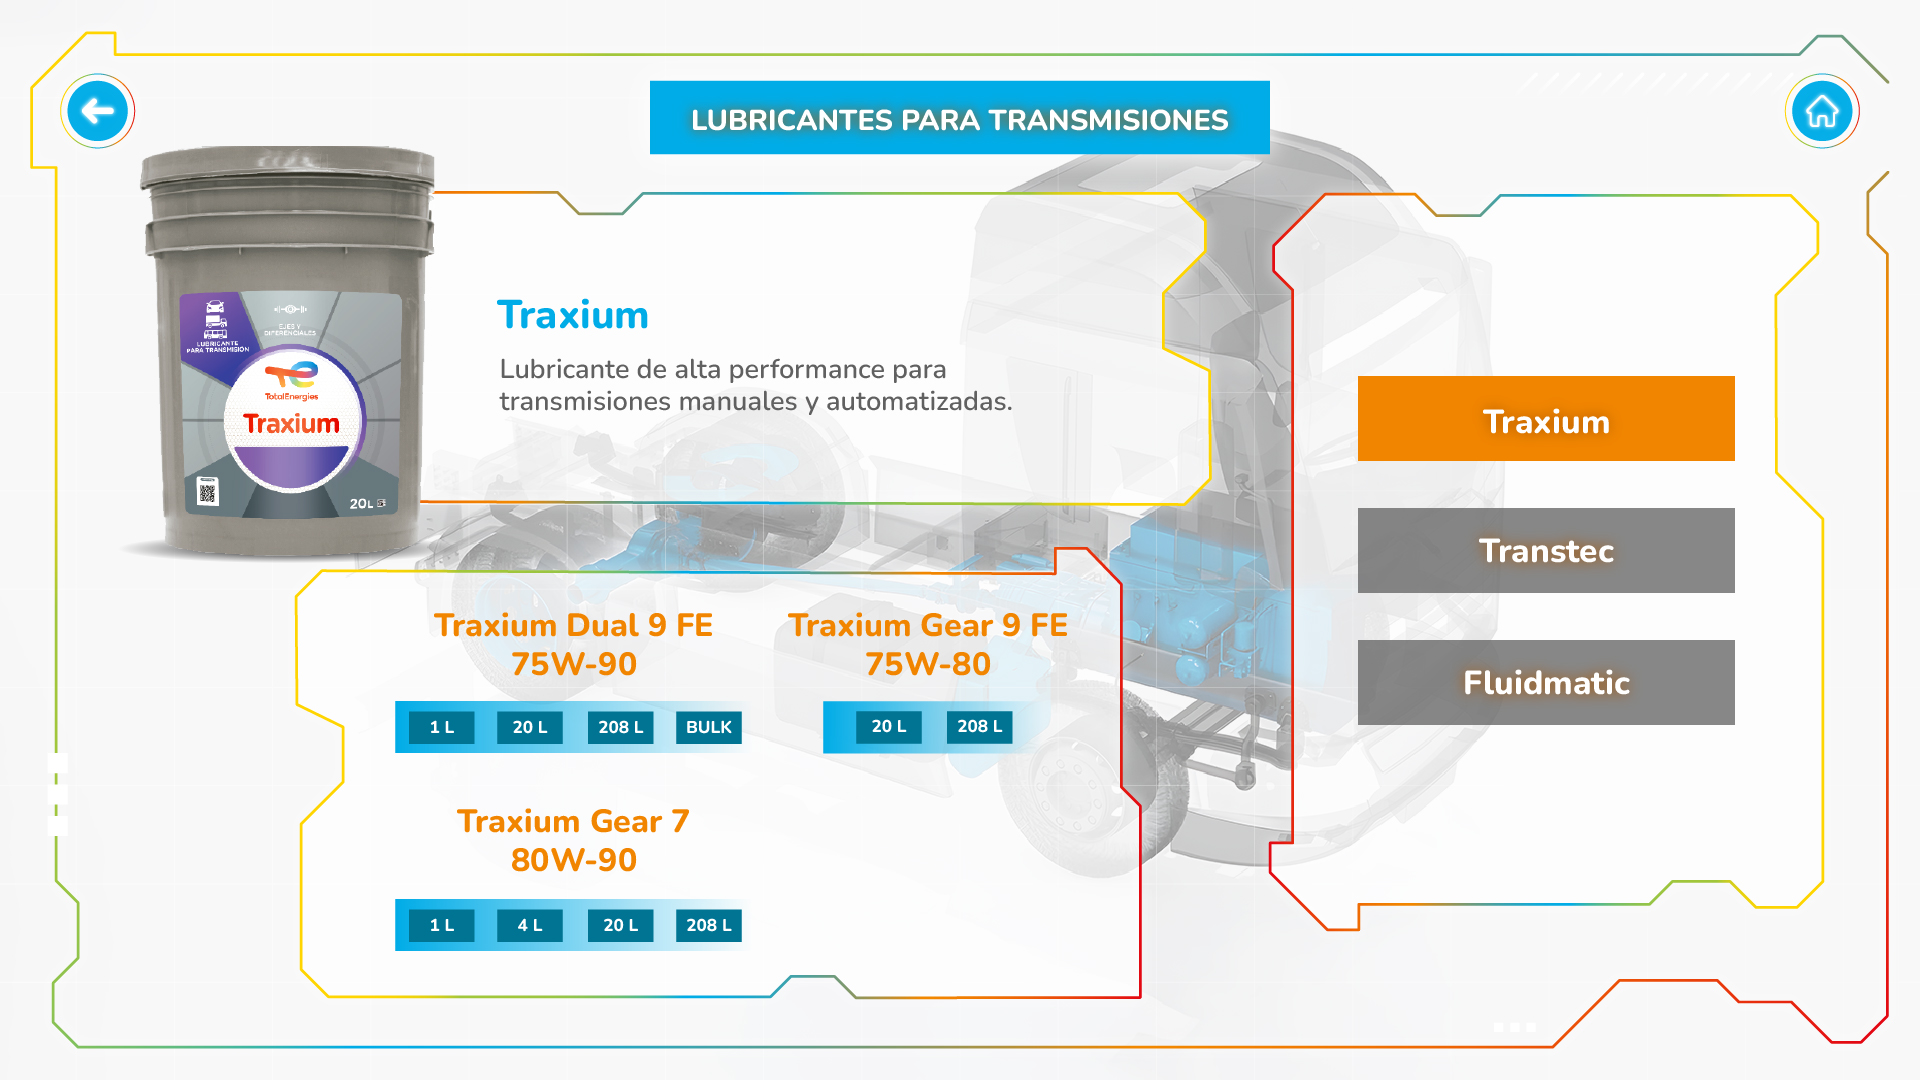 LUBRICANTES PARA TRANSMISIONES
LUBRICANTE
PARA TRANSMISIÓN
EJES Y
DIFERENCIALES
TotalEnergies
Traxium
20L
Traxium
Lubricante de alta performance para
transmisiones manuales y automatizadas.
Traxium Dual 9 FE
75W-90
1 L
20 L
208 L
BULK
Traxium Gear 9 FE
75W-80
20 L
208 L
Traxium Gear 7
80W-90
1 L
4 L
20 L
208 L
Traxium
Transtec
Fluidmatic